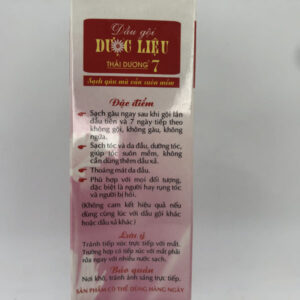 Dầu gội
DƯỢC LIỆU
THÁI DƯƠNG 7
Sạch gàu mà vẫn suôn mềm
Đặc điểm
Sạch gàu ngay sau khi gội lần
đầu tiên và 7 ngày tiếp theo
không gội, không gàu, không
ngứa.
Sạch tóc và da đầu, dưỡng tóc,
giúp tóc suôn mềm, không
cần dùng thêm dầu xả.
Thoáng mát da đầu.
Phù hợp với mọi đối tượng,
đặc biệt là người hay rụng tóc
và người bị hói.
(Không cam kết hiệu quả nếu
dùng cùng lúc với dầu gội khác
hoặc dầu xả khác)
Lưu ý
Tránh tiếp xúc trực tiếp với mắt.
Trường hợp có tiếp xúc với mắt phải
rửa ngay với nhiều nước sạch.
Bảo quản
Nơi khô, tránh ánh sáng trực tiếp.
SẢN PHẨM CÓ THỂ DÙNG HÀNG NGÀY